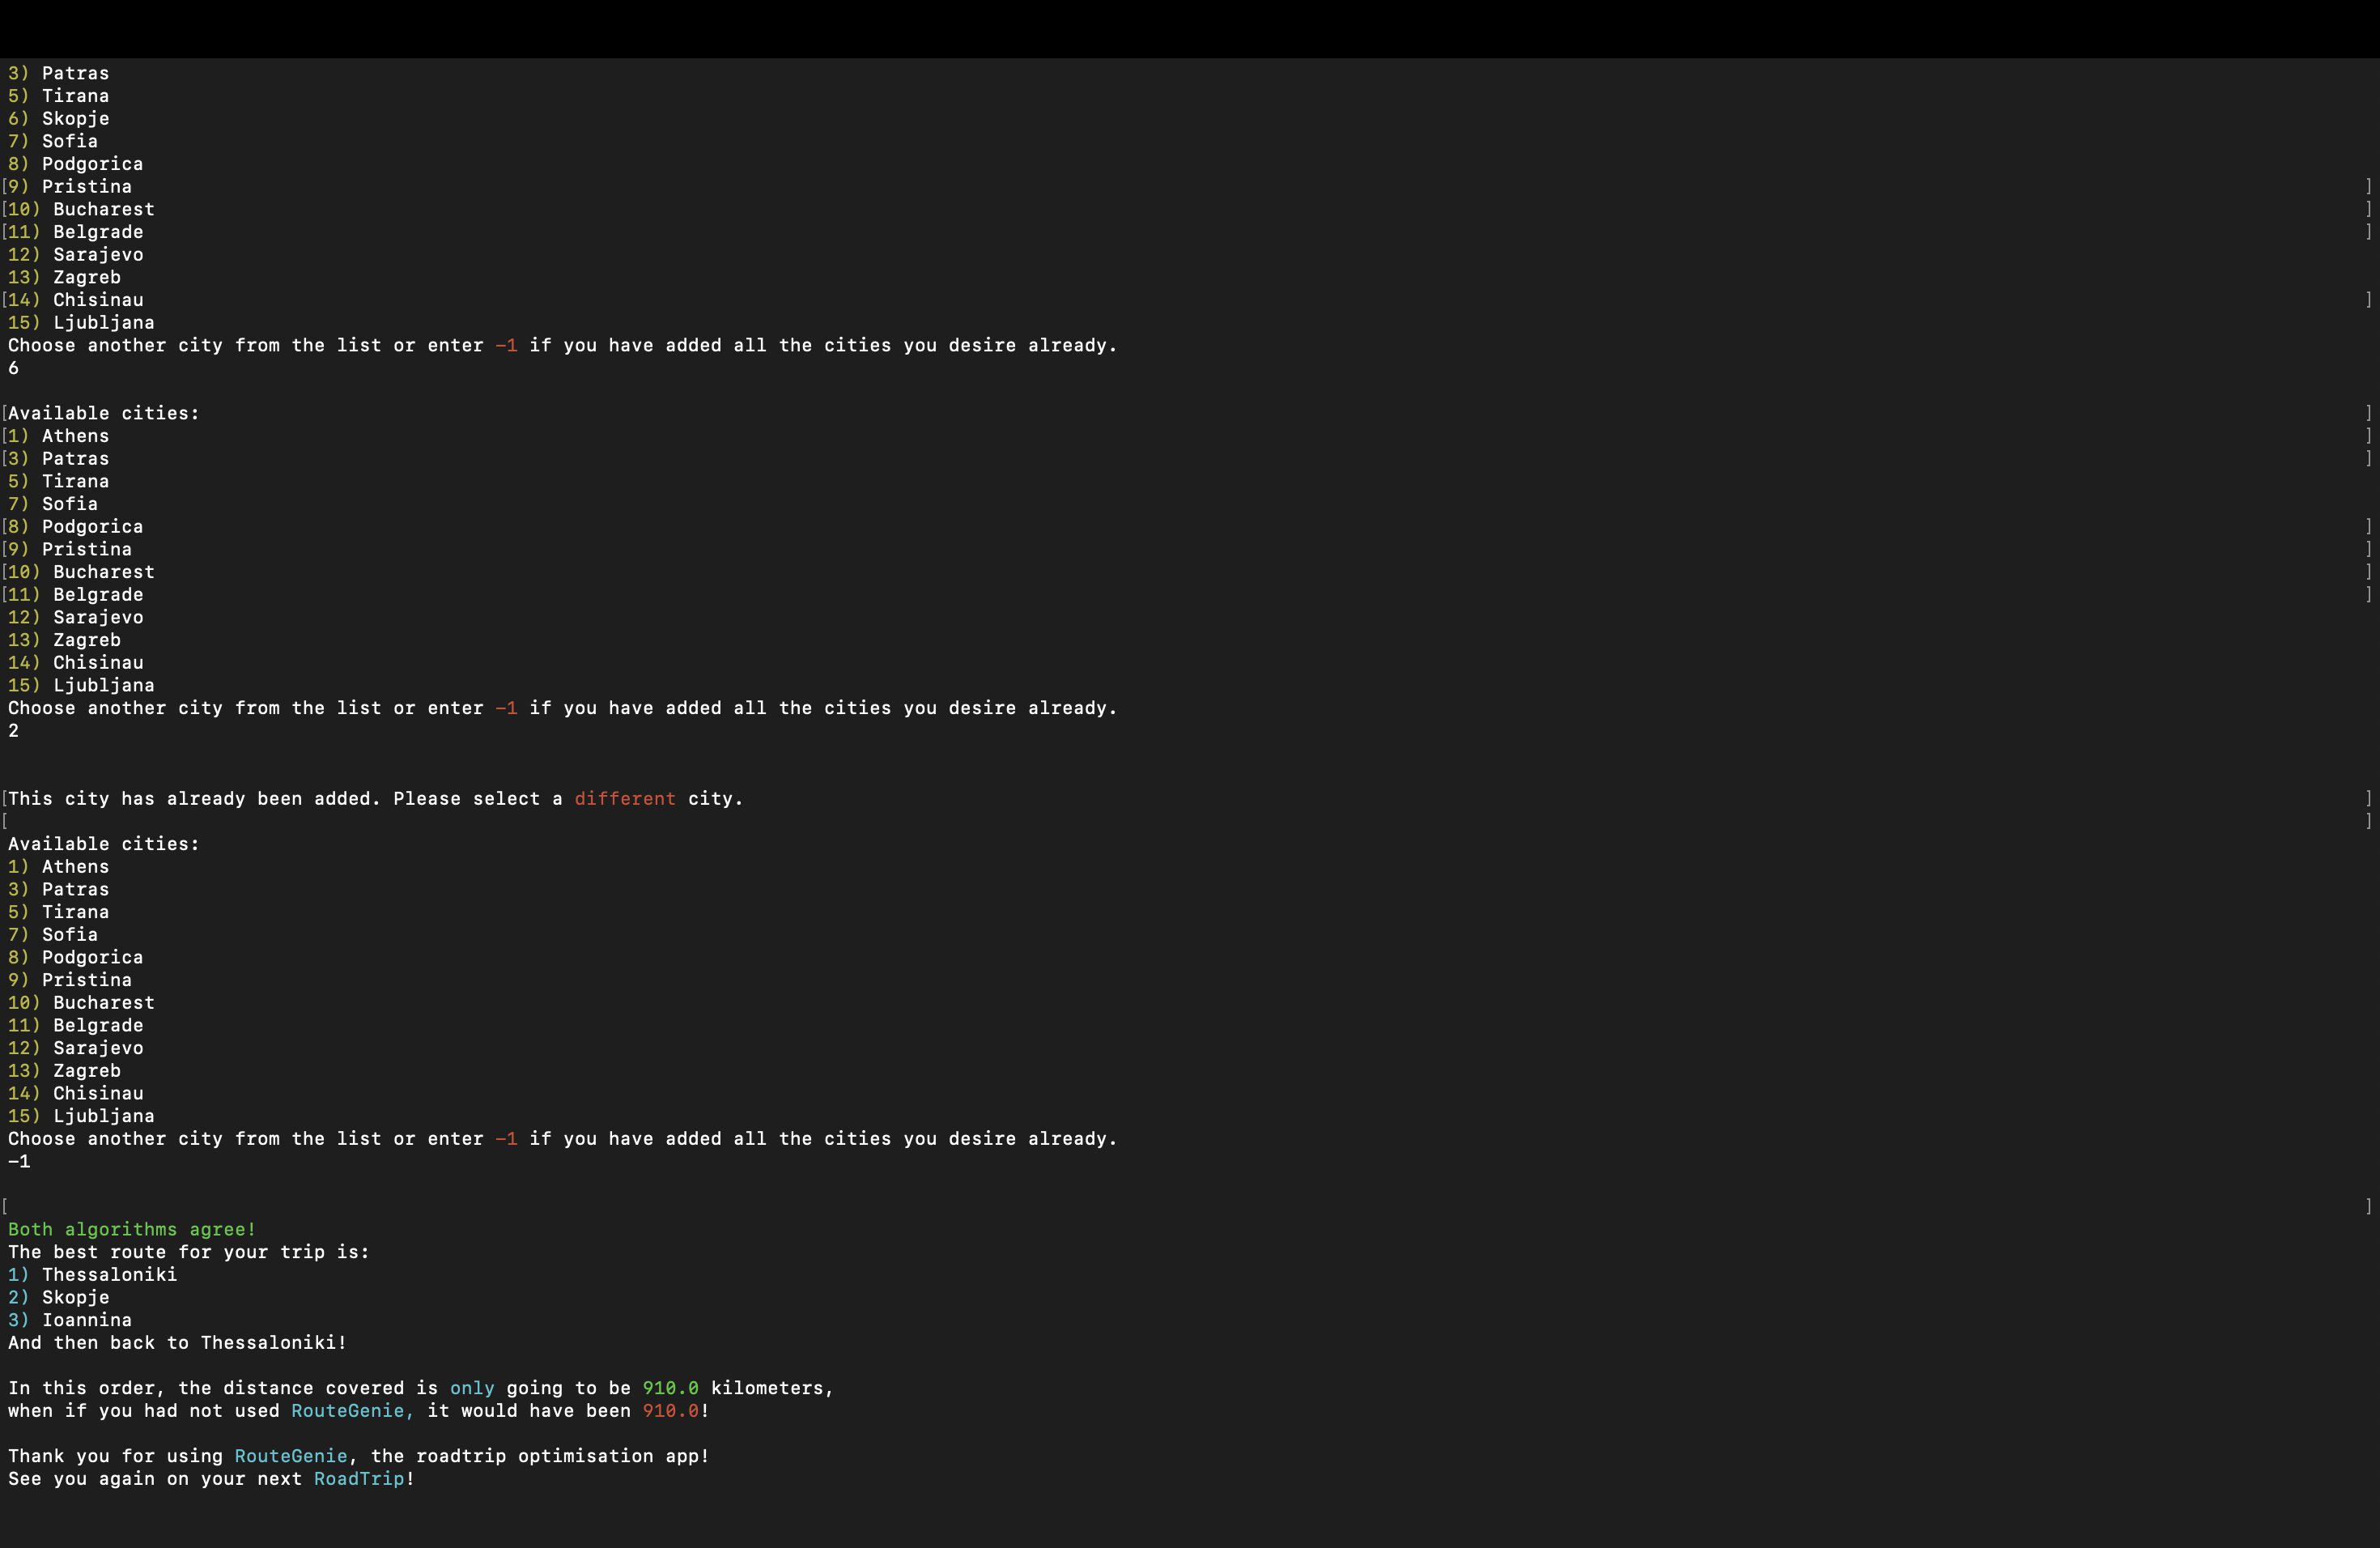 3) Patras
5) Tirana
6) Skopje
7) Sofia
8) Podgorica
[9) Pristina ]
[10) Bucharest ]
[11) Belgrade ]
12) Sarajevo
13) Zagreb
[14) Chisinau ]
15) Ljubljana
Choose another city from the list or enter -1 if you have added all the cities you desire already.
6
[Available cities: ]
[1) Athens ]
[3) Patras ]
5) Tirana
7) Sofia
[8) Podgorica ]
[9) Pristina ]
[10) Bucharest ]
[11) Belgrade ]
12) Sarajevo
13) Zagreb
14) Chisinau
15) Ljubljana
Choose another city from the list or enter -1 if you have added all the cities you desire already.
2
[This city has already been added. Please select a different city. ]
[ ]
Available cities:
1) Athens
3) Patras
5) Tirana
7) Sofia
8) Podgorica
9) Pristina
10) Bucharest
11) Belgrade
12) Sarajevo
13) Zagreb
14) Chisinau
15) Ljubljana
Choose another city from the list or enter -1 if you have added all the cities you desire already.
-1
[ ]
Both algorithms agree!
The best route for your trip is:
1) Thessaloniki
2) Skopje
3) Ioannina
And then back to Thessaloniki!
In this order, the distance covered is only going to be 910.0 kilometers,
when if you had not used RouteGenie, it would have been 910.0!
Thank you for using RouteGenie, the roadtrip optimisation app!
See you again on your next RoadTrip!